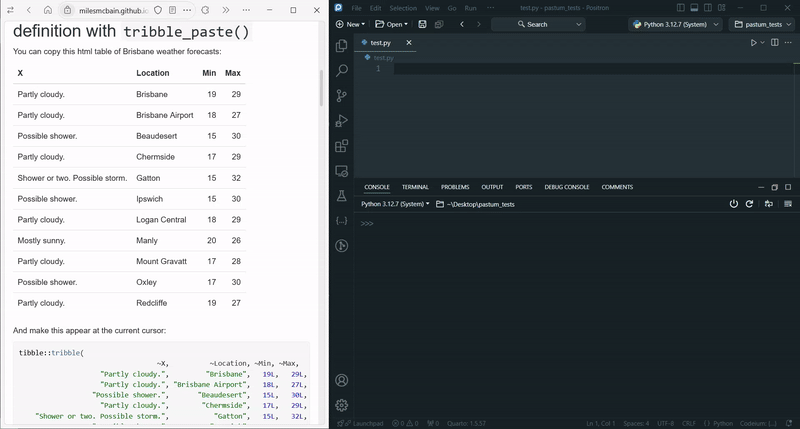 milesmcbain.github.io
definition with tribble_paste()
You can copy this html table of Brisbane weather forecasts:
X Location Min Max
Partly cloudy. Brisbane 19 29
Partly cloudy. Brisbane Airport 18 27
Possible shower. Beaudesert 15 30
Partly cloudy. Chermside 17 29
Shower or two. Possible storm. Gatton 15 32
Possible shower. Ipswich 15 30
Partly cloudy. Logan Central 18 29
Mostly sunny. Manly 20 26
Partly cloudy. Mount Gravatt 17 28
Possible shower. Oxley 17 30
Partly cloudy. Redcliffe 19 27
And make this appear at the current cursor:
tibble::tribble(
~X, ~Location, ~Min, ~Max,
"Partly cloudy.", "Brisbane", 19L, 29L,
"Partly cloudy.", "Brisbane Airport", 18L, 27L,
"Possible shower.", "Beaudesert", 15L, 30L,
"Partly cloudy.", "Chermside", 17L, 29L,
"Shower or two. Possible storm.", "Gatton", 15L, 32L,
File Edit Selection View Go Run ··· test.py - pastum_tests - Positron
New Open Search Python 3.12.7 (System) pastum_tests
test.py
test.py
1
CONSOLE TERMINAL PROBLEMS OUTPUT PORTS DEBUG CONSOLE COMMENTS
Python 3.12.7 (System) ~\Desktop\pastum_tests
>>>
Launchpad 0 0 0 Quarto: 1.5.57 Ln 1, Col 1 Spaces: 4 UTF-8 CRLF Python Codeium: {...}